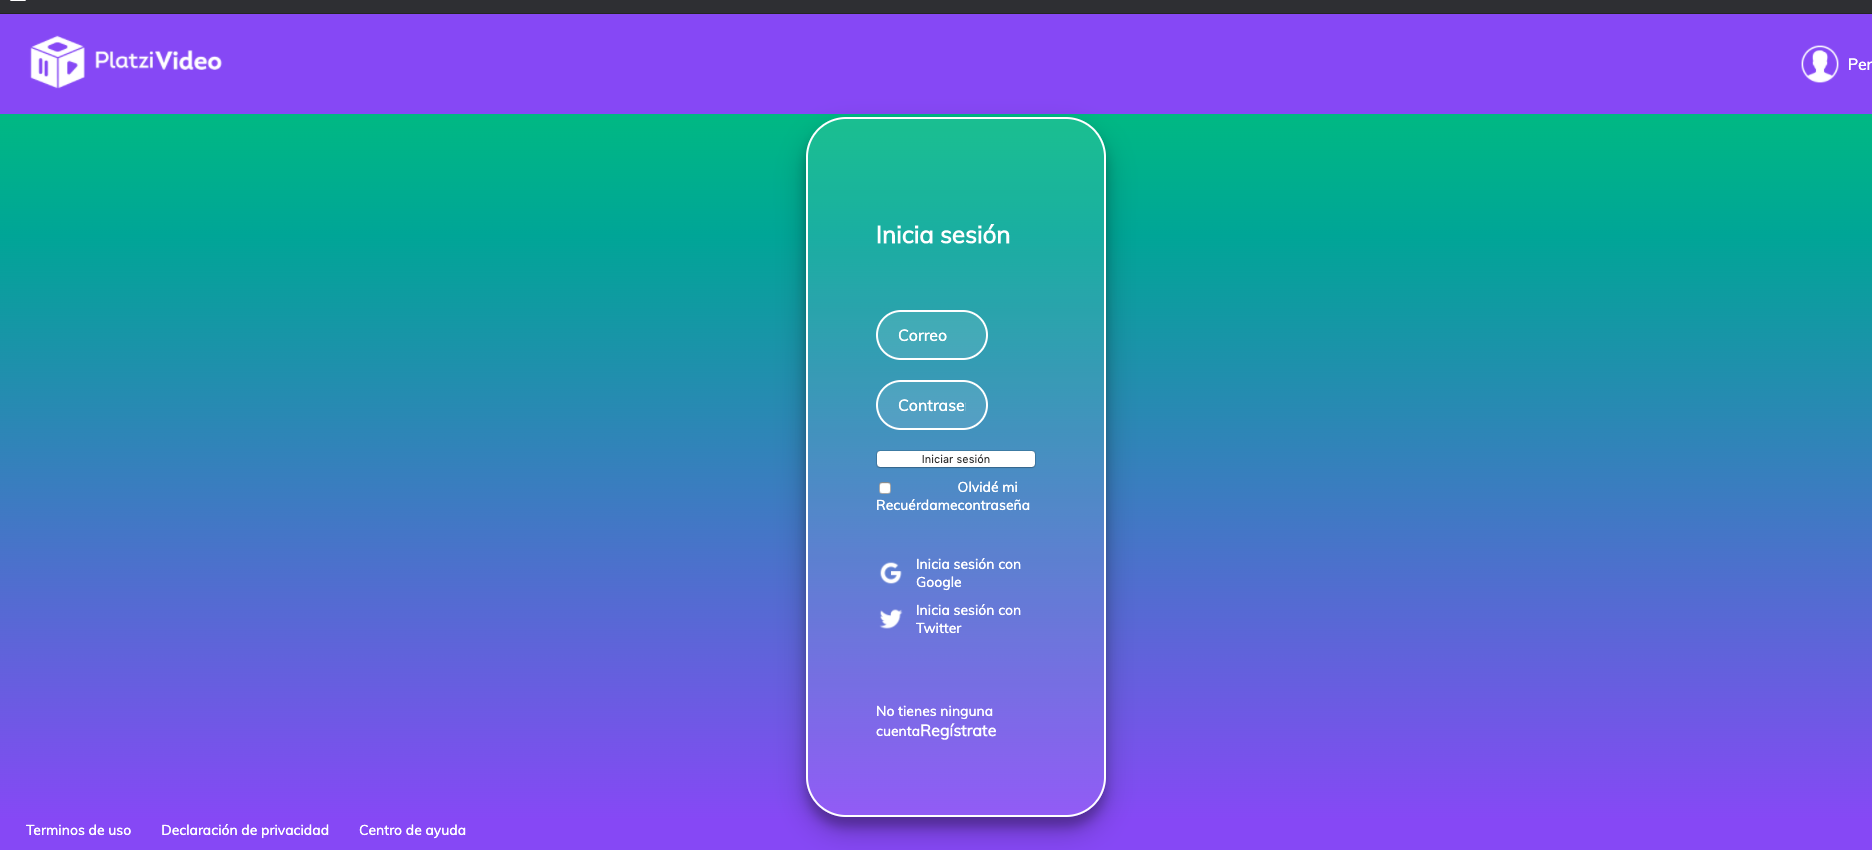 PlatziVideo
Per
Inicia sesión
Correo
Contrase
Iniciar sesión
Olvidé mi
Recuérdamecontraseña
Inicia sesión con
Google
Inicia sesión con
Twitter
No tienes ninguna
cuentaRegístrate
Terminos de uso Declaración de privacidad Centro de ayuda